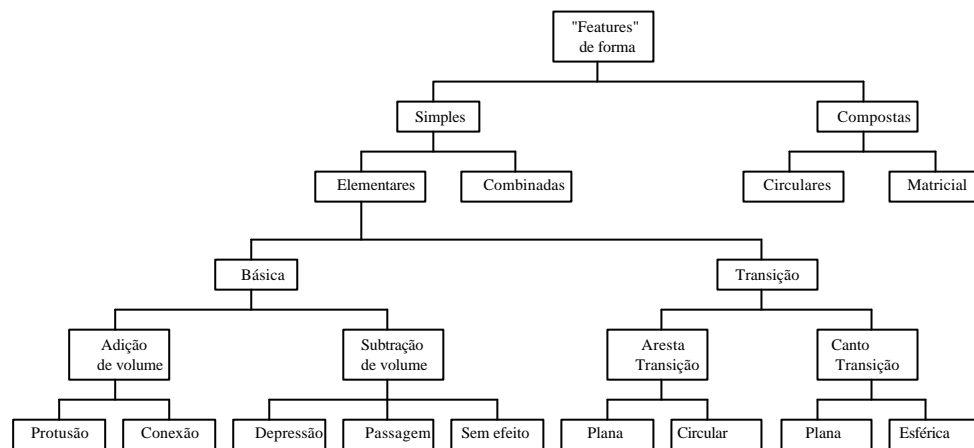 "Features"
de forma
Simples
Compostas
Elementares
Combinadas
Circulares
Matricial
Básica
Transição
Adição
de volume
Subtração
de volume
Aresta
Transição
Canto
Transição
Protusão
Conexão
Depressão
Passagem
Sem efeito
Plana
Circular
Plana
Esférica